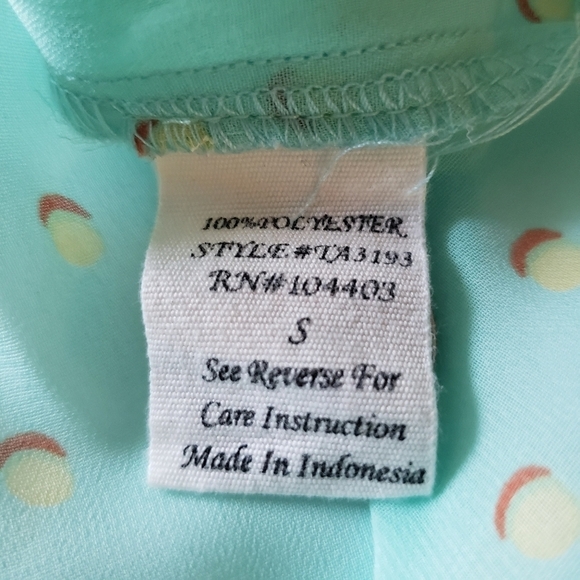 100%POLYESTER
STYLE#TA3193
RN#104403
S
See Reverse For
Care Instruction
Made In Indonesia